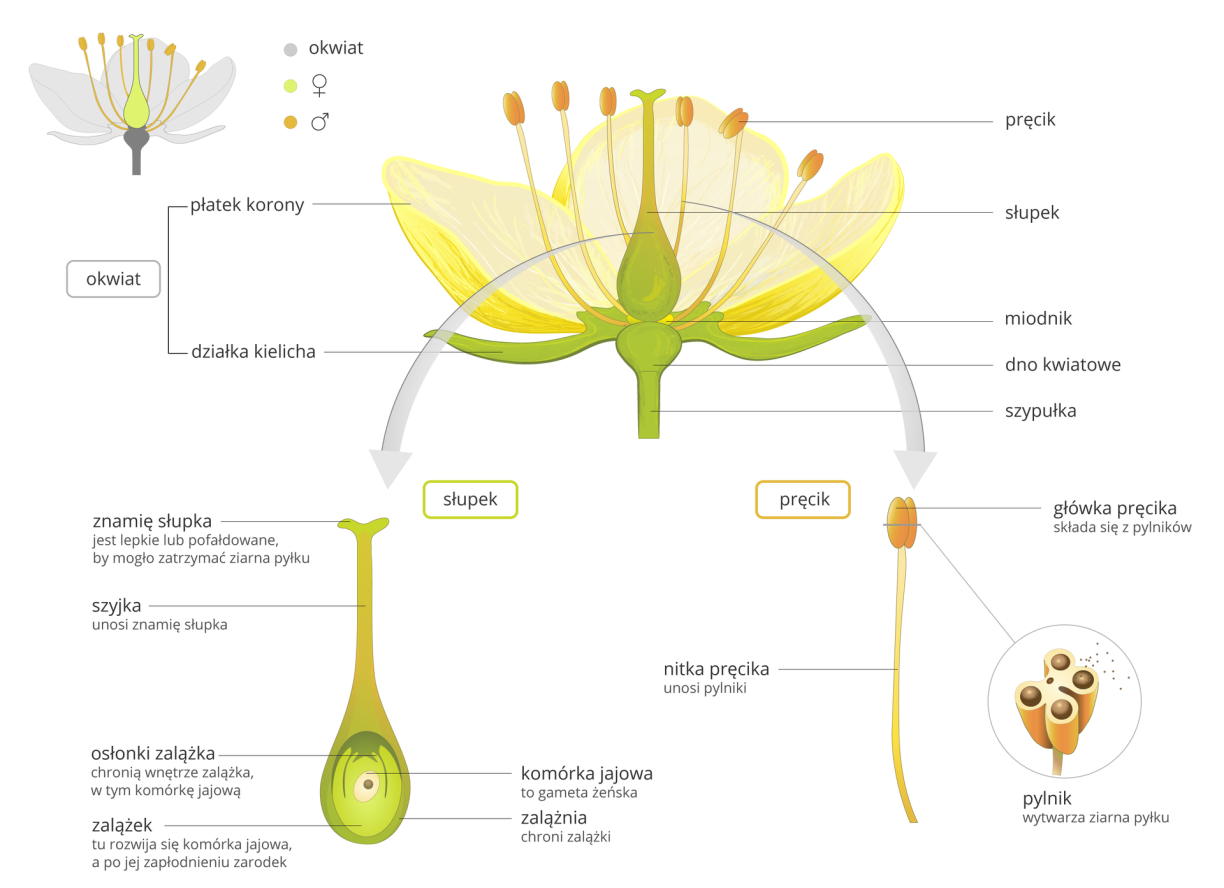 okwiat
♀
♂
płatek korony
okwiat
działka kielicha
pręcik
słupek
miodnik
dno kwiatowe
szypułka
słupek
znamię słupka
jest lepkie lub pofałdowane,
by mogło zatrzymać ziarna pyłku
szyjka
unosi znamię słupka
osłonki zalążka
chronią wnętrze zalążka,
w tym komórkę jajową
zalążek
tu rozwija się komórka jajowa,
a po jej zapłodnieniu zarodek
komórka jajowa
to gameta żeńska
zalążnia
chroni zalążki
pręcik
główka pręcika
składa się z pylników
nitka pręcika
unosi pylniki
pylnik
wytwarza ziarna pyłku